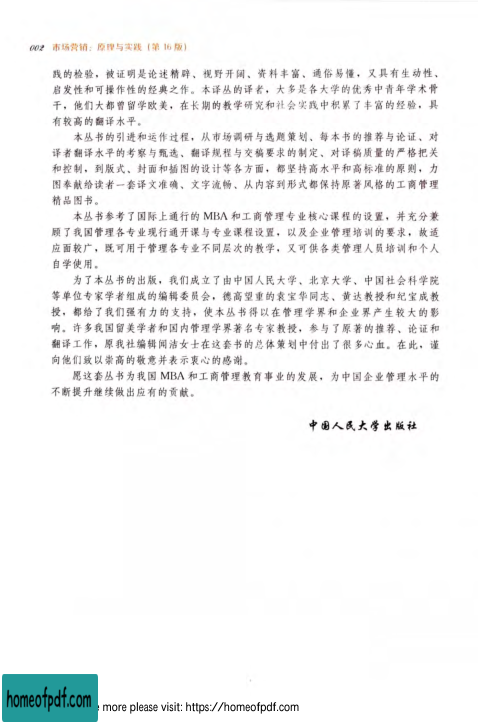 002 市场营销：原理与实践（第 16 版）
践的检验，被证明是论述精辟、视野开阔、资料丰富、通俗易懂，又具有生动性、
启发性和可操作性的经典之作。本译丛的译者，大多是各大学的优秀中青年学术骨
干，他们大都曾留学欧美，在长期的教学研究和社会实践中积累了丰富的经验，具
有较高的翻译水平。
本丛书的引进和运作过程，从市场调研与选题策划、每本书的推荐与论证、对
译者翻译水平的考察与甄选、翻译规程与交稿要求的制定、对译稿质量的严格把关
和控制，到版式、封面和插图的设计等各方面，都坚持高水平和高标准的原则，力
图奉献给读者一套译文准确、文字流畅、从内容到形式都保持原著风格的工商管理
精品图书。
本丛书参考了国际上通行的 MBA 和工商管理专业核心课程的设置，并充分兼
顾了我国管理各专业现行通开课与专业课程设置，以及企业管理培训的要求，故适
应面较广，既可用于管理各专业不同层次的教学，又可供各类管理人员培训和个人
自学使用。
为了本丛书的出版，我们成立了由中国人民大学、北京大学、中国社会科学院
等单位专家学者组成的编辑委员会，德高望重的袁宝华同志、黄达教授和纪宝成教
授，都给了我们强有力的支持，使本丛书得以在管理学界和企业界产生较大的影
响。许多我国留美学者和国内管理学界著名专家教授，参与了原著的推荐、论证和
翻译工作，原我社编辑闻洁女士在这套书的总体策划中付出了很多心血。在此，谨
向他们致以崇高的敬意并表示衷心的感谢。
愿这套丛书为我国 MBA 和工商管理教育事业的发展，为中国企业管理水平的
不断提升继续做出应有的贡献。
中国人民大学出版社
homeofpdf.com
e more please visit: https://homeofpdf.com